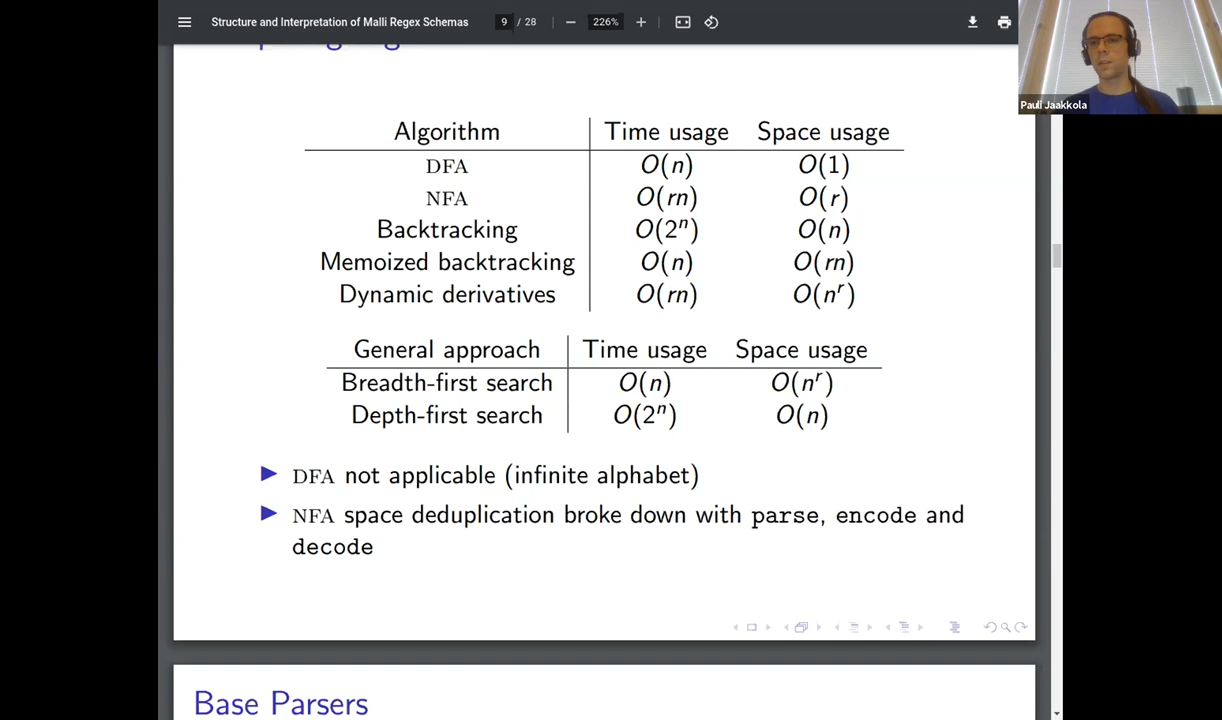 Structure and Interpretation of Malli Regex Schemas 9 / 28 226%
Pauli Jaakkola
Algorithm Time usage Space usage
DFA O(n) O(1)
NFA O(rn) O(r)
Backtracking O(2ⁿ) O(n)
Memoized backtracking O(n) O(rn)
Dynamic derivatives O(rn) O(nʳ)
General approach Time usage Space usage
Breadth-first search O(n) O(nʳ)
Depth-first search O(2ⁿ) O(n)
DFA not applicable (infinite alphabet)
NFA space deduplication broke down with parse, encode and
decode
Base Parsers